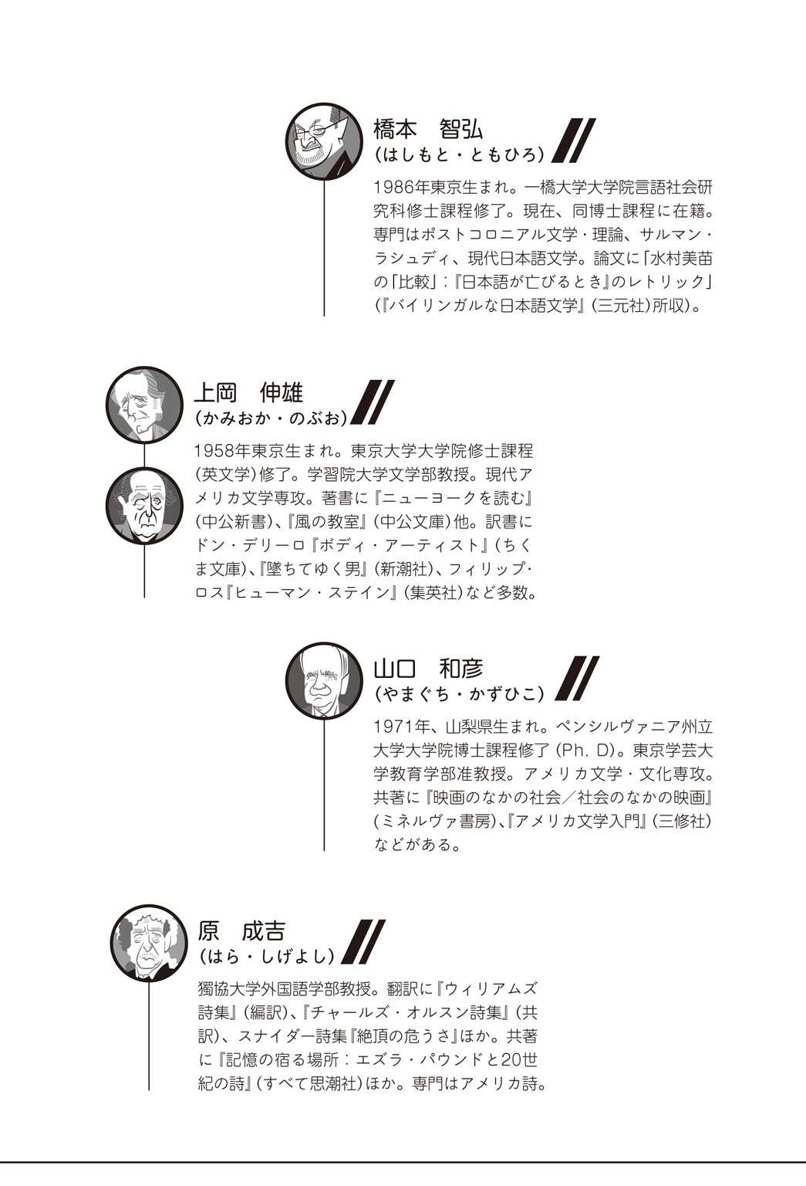 橋本　智弘
（はしもと・ともひろ）
1986年東京生まれ。一橋大学大学院言語社会研
究科修士課程修了。現在、同博士課程に在籍。
専門はポストコロニアル文学・理論、サルマン・
ラシュディ、現代日本語文学。論文に「水村美苗
の「比較」：『日本語が亡びるとき』のレトリック」
（『バイリンガルな日本語文学』（三元社）所収）。
上岡　伸雄
（かみおか・のぶお）
1958年東京生まれ。東京大学大学院修士課程
（英文学）修了。学習院大学文学部教授。現代ア
メリカ文学専攻。著書に『ニューヨークを読む』
（中公新書）、『風の教室』（中公文庫）他。訳書に
ドン・デリーロ『ボディ・アーティスト』（ちく
ま文庫）、『墜ちてゆく男』（新潮社）、フィリップ・
ロス『ヒューマン・ステイン』（集英社）など多数。
山口　和彦
（やまぐち・かずひこ）
1971年、山梨県生まれ。ペンシルヴァニア州立
大学大学院博士課程修了（Ph. D）。東京学芸大
学教育学部准教授。アメリカ文学・文化専攻。
共著に『映画のなかの社会／社会のなかの映画』
（ミネルヴァ書房）、『アメリカ文学入門』（三修社）
などがある。
原　成吉
（はら・しげよし）
獨協大学外国語学部教授。翻訳に『ウィリアムズ
詩集』（編訳）、『チャールズ・オルスン詩集』（共
訳）、スナイダー詩集『絶頂の危うさ』ほか。共著
に『記憶の宿る場所：エズラ・パウンドと20世
紀の詩』（すべて思潮社）ほか。専門はアメリカ詩。